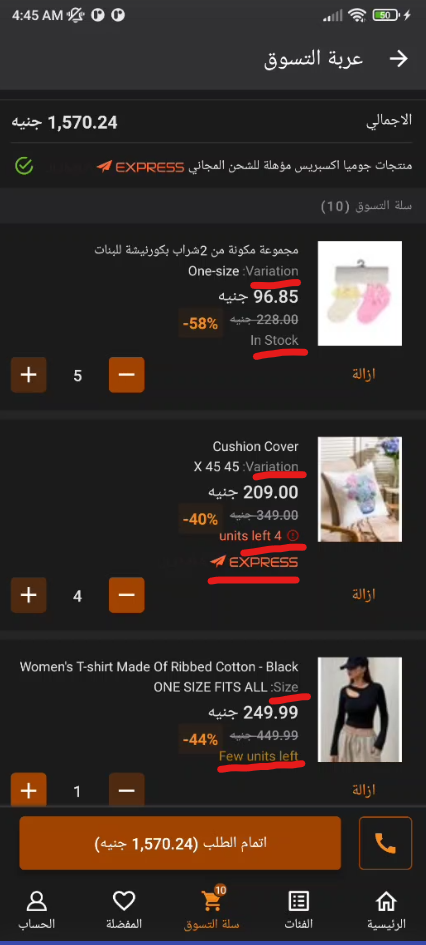 4:45 AM
50
عربة التسوق
الاجمالي
1,570.24 جنيه
منتجات جوميا اكسبريس مؤهلة للشحن المجاني EXPRESS
سلة التسوق (10)
مجموعة مكونة من 2شراب بكورنيشة للبنات
One-size :Variation
96.85 جنيه
228.00 جنيه
-58%
In Stock
ازالة
5
Cushion Cover
X 45 45 :Variation
209.00 جنيه
349.00 جنيه
-40%
units left 4
EXPRESS
ازالة
4
Women's T-shirt Made Of Ribbed Cotton - Black
ONE SIZE FITS ALL :Size
249.99 جنيه
449.99 جنيه
-44%
Few units left
ازالة
1
اتمام الطلب (1,570.24 جنيه)
10
الرئيسية
الفئات
سلة التسوق
المفضلة
الحساب